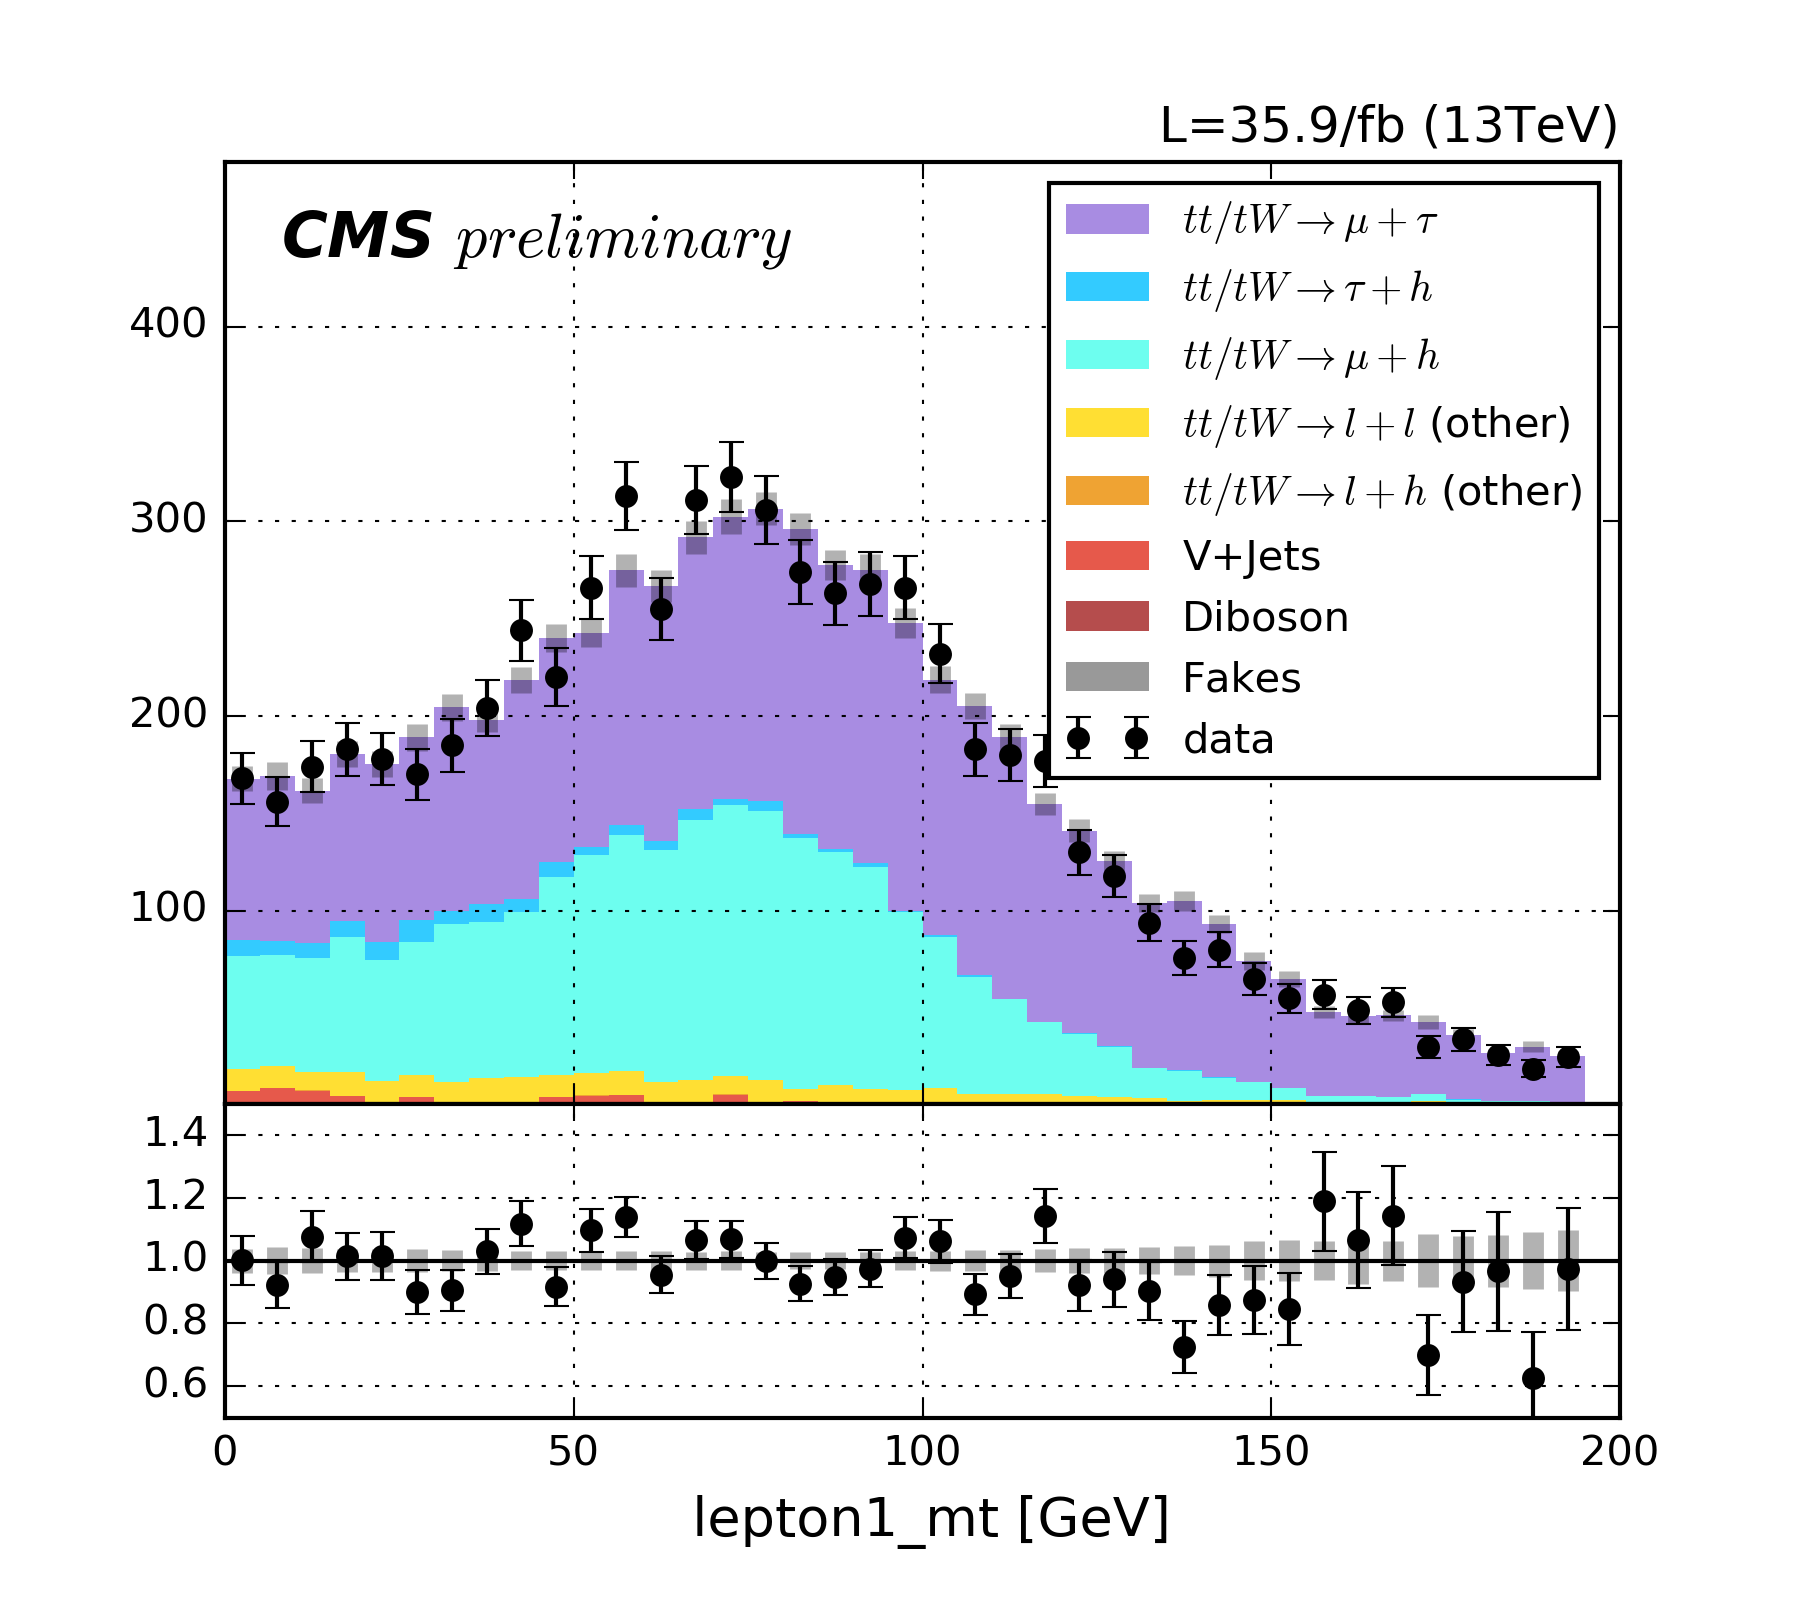 L=35.9/fb (13TeV)
CMS preliminary
tt/tW → μ + τ
tt/tW → τ + h
tt/tW → μ + h
tt/tW → l + l (other)
tt/tW → l + h (other)
V+Jets
Diboson
Fakes
data
400
300
200
100
1.4
1.2
1.0
0.8
0.6
0 50 100 150 200
lepton1_mt [GeV]